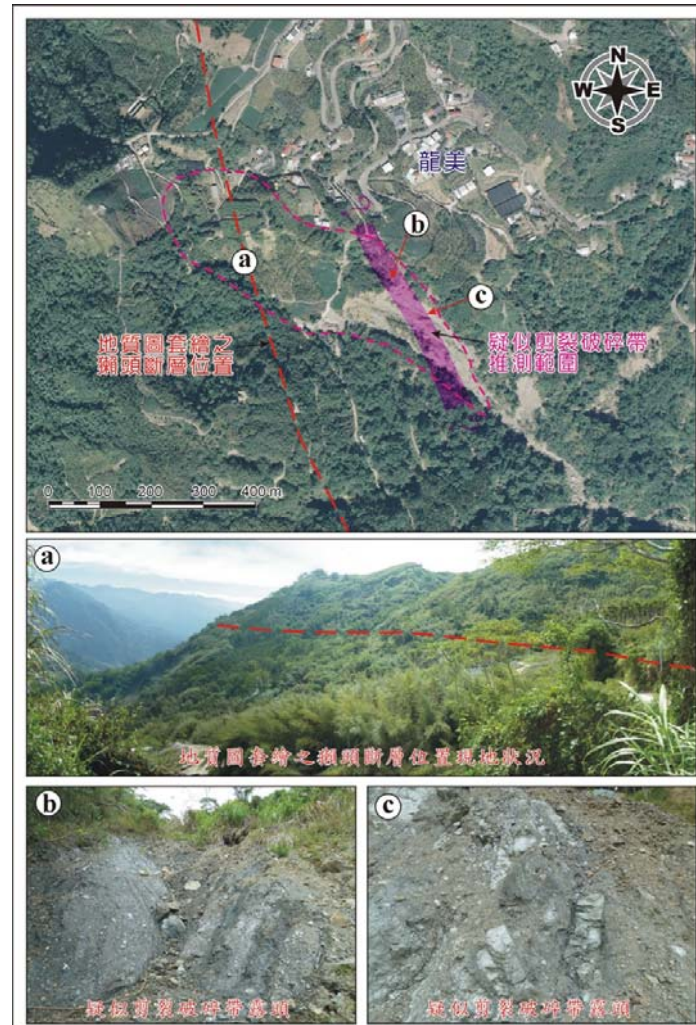 N
W E
S
龍美
b
a
c
地質圖套繪之
獺頭斷層位置
疑似剪裂破碎帶
推測範圍
0 100 200 300 400 m
a
地質圖套繪之獺頭斷層位置現地狀況
b
疑似剪裂破碎帶露頭
c
疑似剪裂破碎帶露頭